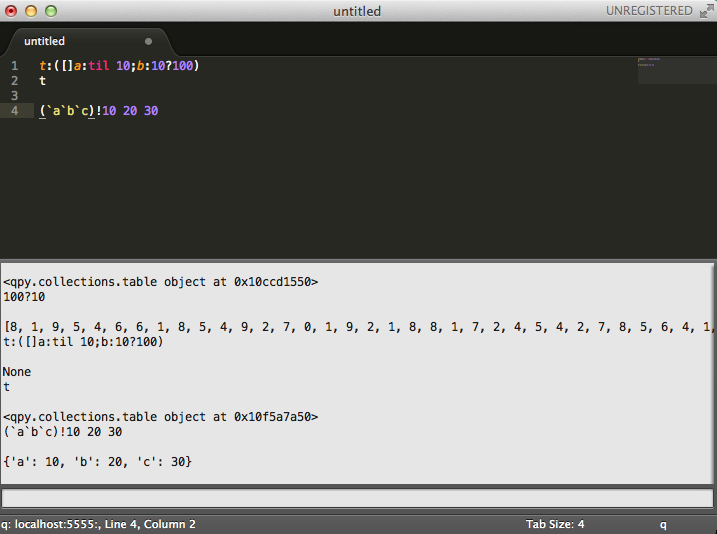 untitled
UNREGISTERED
untitled
1 t:([]a:til 10;b:10?100)
2 t
3
4 (`a`b`c)!10 20 30
<qpy.collections.table object at 0x10ccd1550>
100?10
[8, 1, 9, 5, 4, 6, 6, 1, 8, 5, 4, 9, 2, 7, 0, 1, 9, 2, 1, 8, 8, 1, 7, 2, 4, 5, 4, 2, 7, 8, 5, 6, 4, 1,
t:([]a:til 10;b:10?100)
None
t
<qpy.collections.table object at 0x10f5a7a50>
(`a`b`c)!10 20 30
{'a': 10, 'b': 20, 'c': 30}
q: localhost:5555:, Line 4, Column 2
Tab Size: 4
q